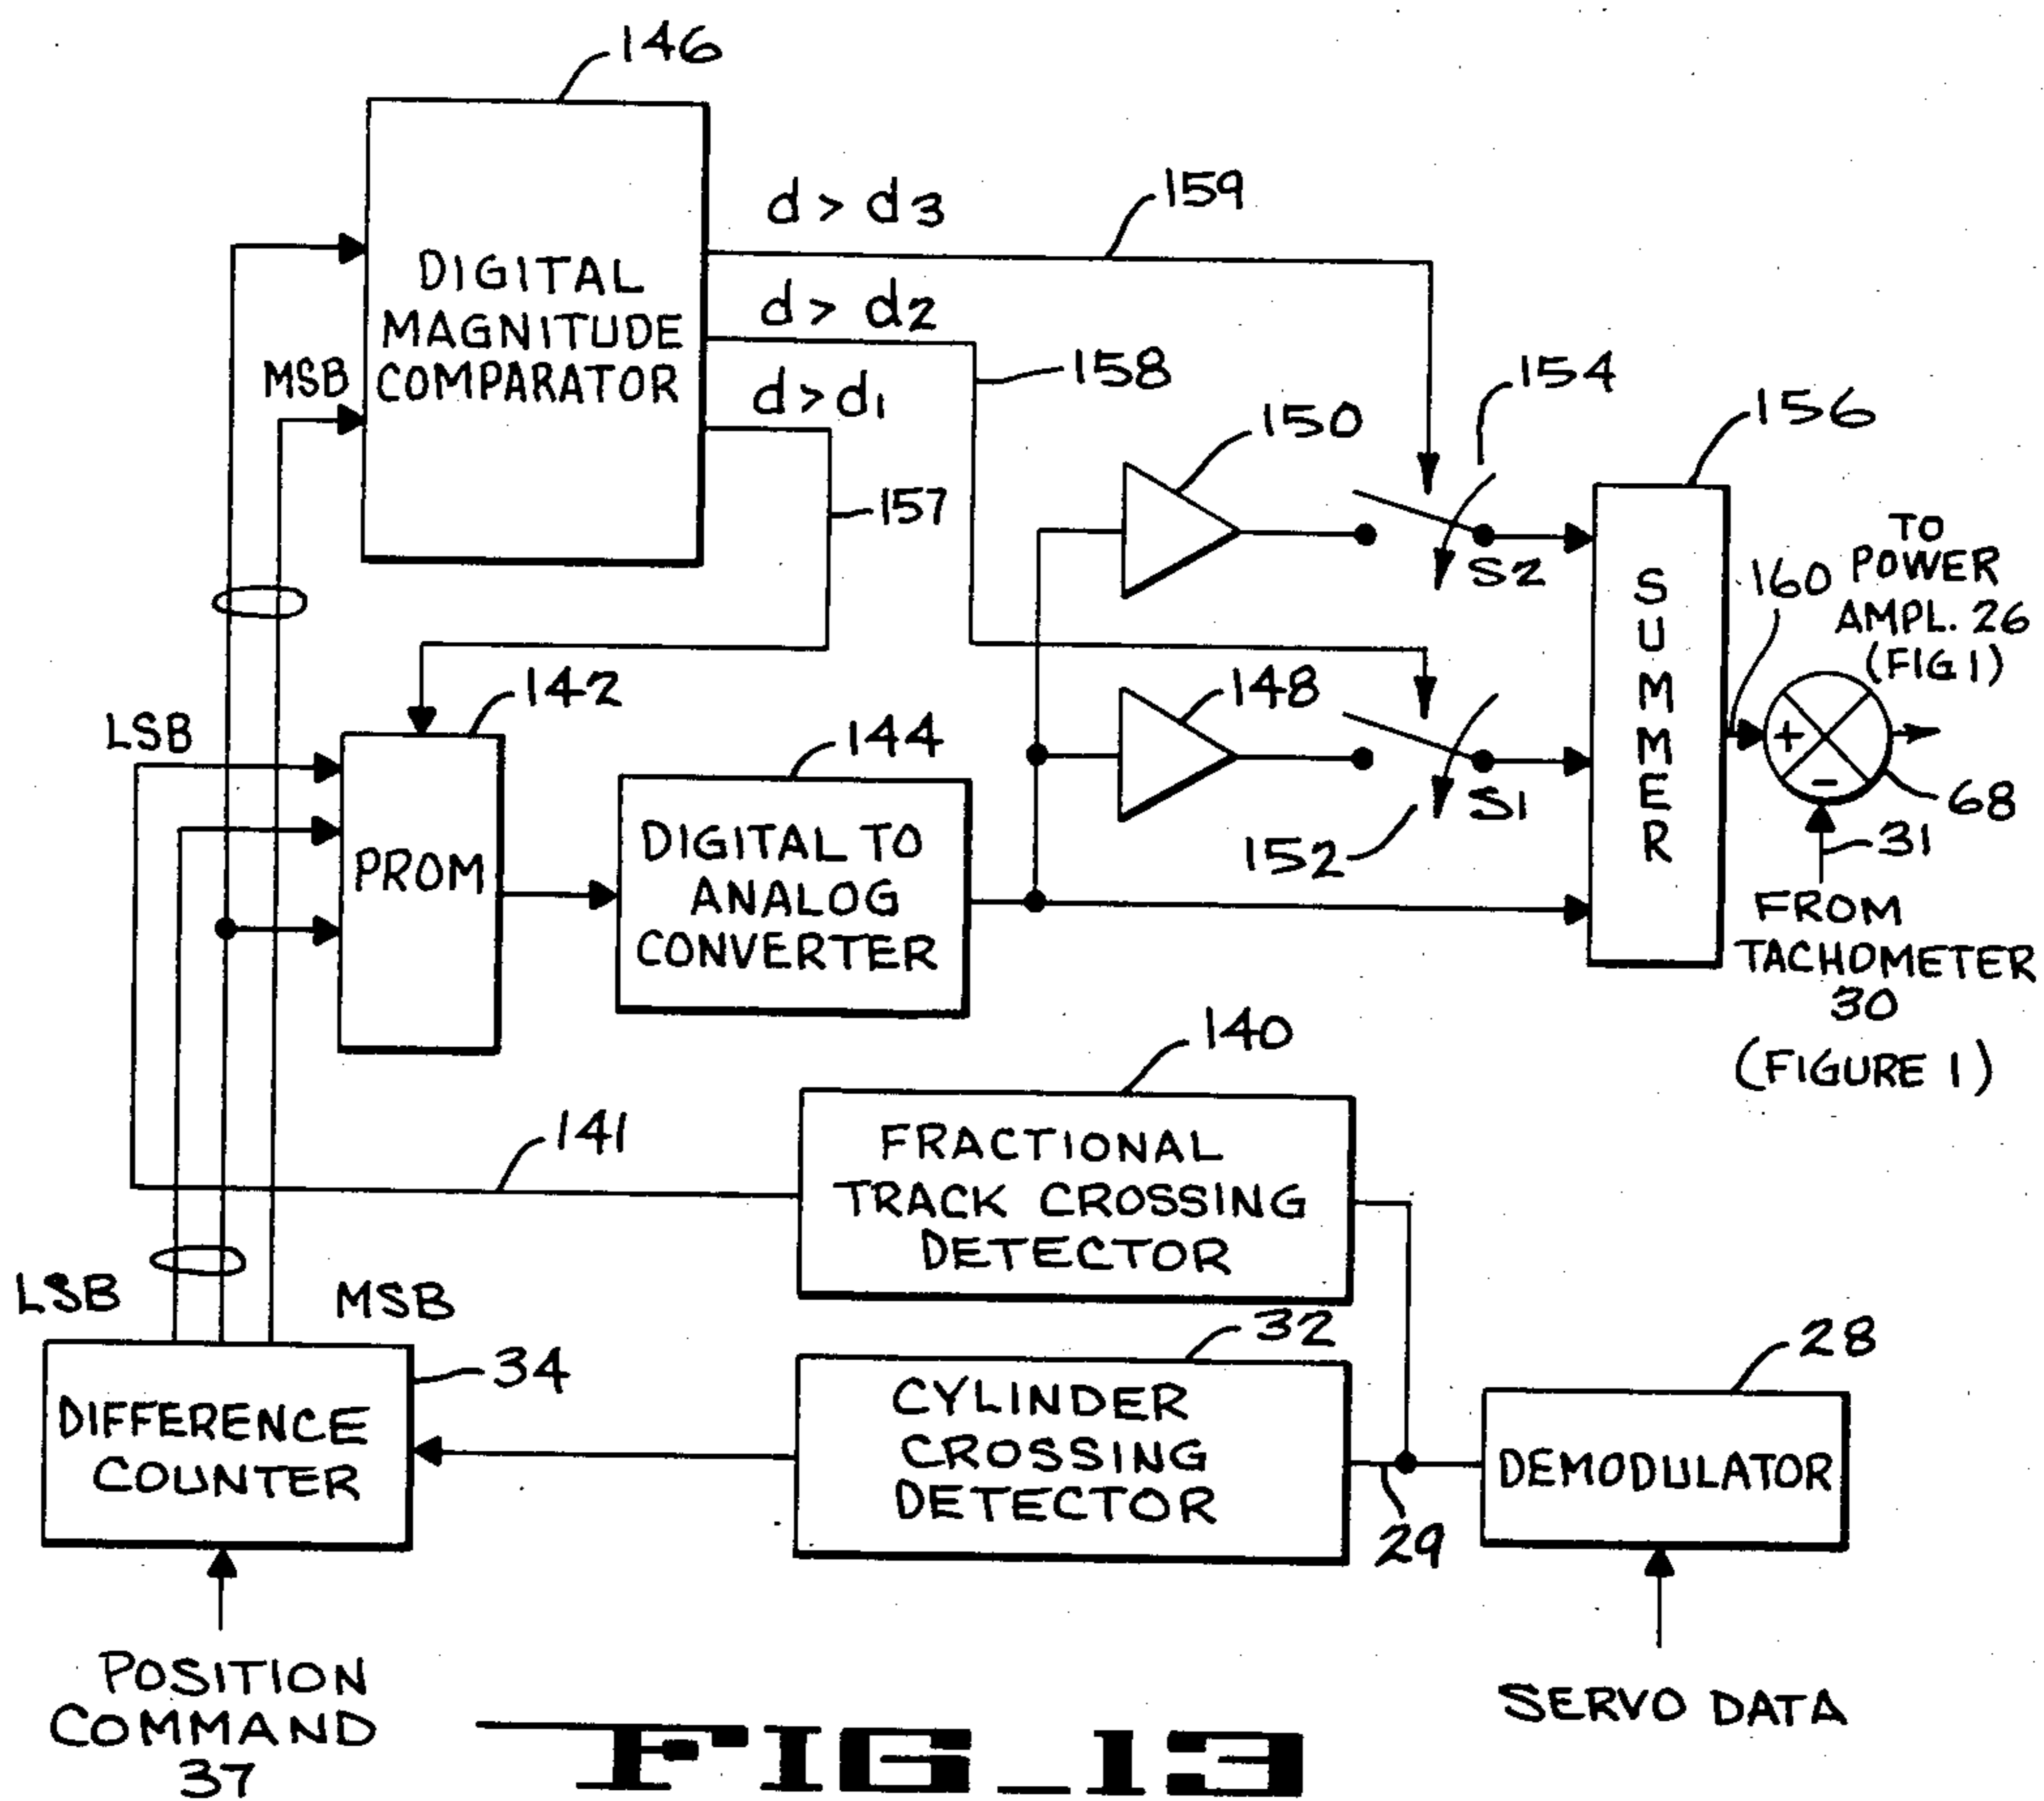 146
d > d3
159
DIGITAL
MAGNITUDE
COMPARATOR
d > d2
158
MSB
d > d1
157
154
150
156
S2
TO
POWER
AMPL. 26
(FIG 1)
160
SUMMER
LSB
142
144
148
PROM
DIGITAL TO
ANALOG
CONVERTER
152
S1
+
-
68
31
FROM
TACHOMETER
30
(FIGURE 1)
140
141
FRACTIONAL
TRACK CROSSING
DETECTOR
LSB
MSB
34
32
28
DIFFERENCE
COUNTER
CYLINDER
CROSSING
DETECTOR
29
DEMODULATOR
POSITION
COMMAND
37
SERVO DATA
FIG_13